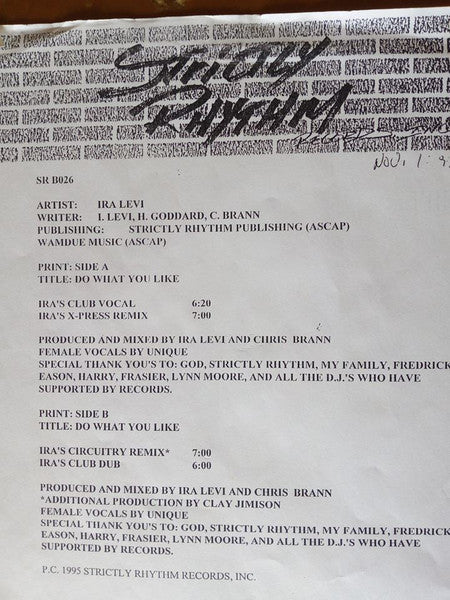 STRICTLY
RHYTHM
NOV. 1.
SR B026
ARTIST: IRA LEVI
WRITER: I. LEVI, H. GODDARD, C. BRANN
PUBLISHING: STRICTLY RHYTHM PUBLISHING (ASCAP)
WAMDUE MUSIC (ASCAP)
PRINT: SIDE A
TITLE: DO WHAT YOU LIKE
IRA'S CLUB VOCAL 6:20
IRA'S X-PRESS REMIX 7:00
PRODUCED AND MIXED BY IRA LEVI AND CHRIS BRANN
FEMALE VOCALS BY UNIQUE
SPECIAL THANK YOU'S TO: GOD, STRICTLY RHYTHM, MY FAMILY, FREDRICK
EASON, HARRY, FRASIER, LYNN MOORE, AND ALL THE D.J.'S WHO HAVE
SUPPORTED BY RECORDS.
PRINT: SIDE B
TITLE: DO WHAT YOU LIKE
IRA'S CIRCUITRY REMIX* 7:00
IRA'S CLUB DUB 6:00
PRODUCED AND MIXED BY IRA LEVI AND CHRIS BRANN
*ADDITIONAL PRODUCTION BY CLAY JIMISON
FEMALE VOCALS BY UNIQUE
SPECIAL THANK YOU'S TO: GOD, STRICTLY RHYTHM, MY FAMILY, FREDRICK
EASON, HARRY, FRASIER, LYNN MOORE, AND ALL THE D.J.'S WHO HAVE
SUPPORTED BY RECORDS.
P.C. 1995 STRICTLY RHYTHM RECORDS, INC.